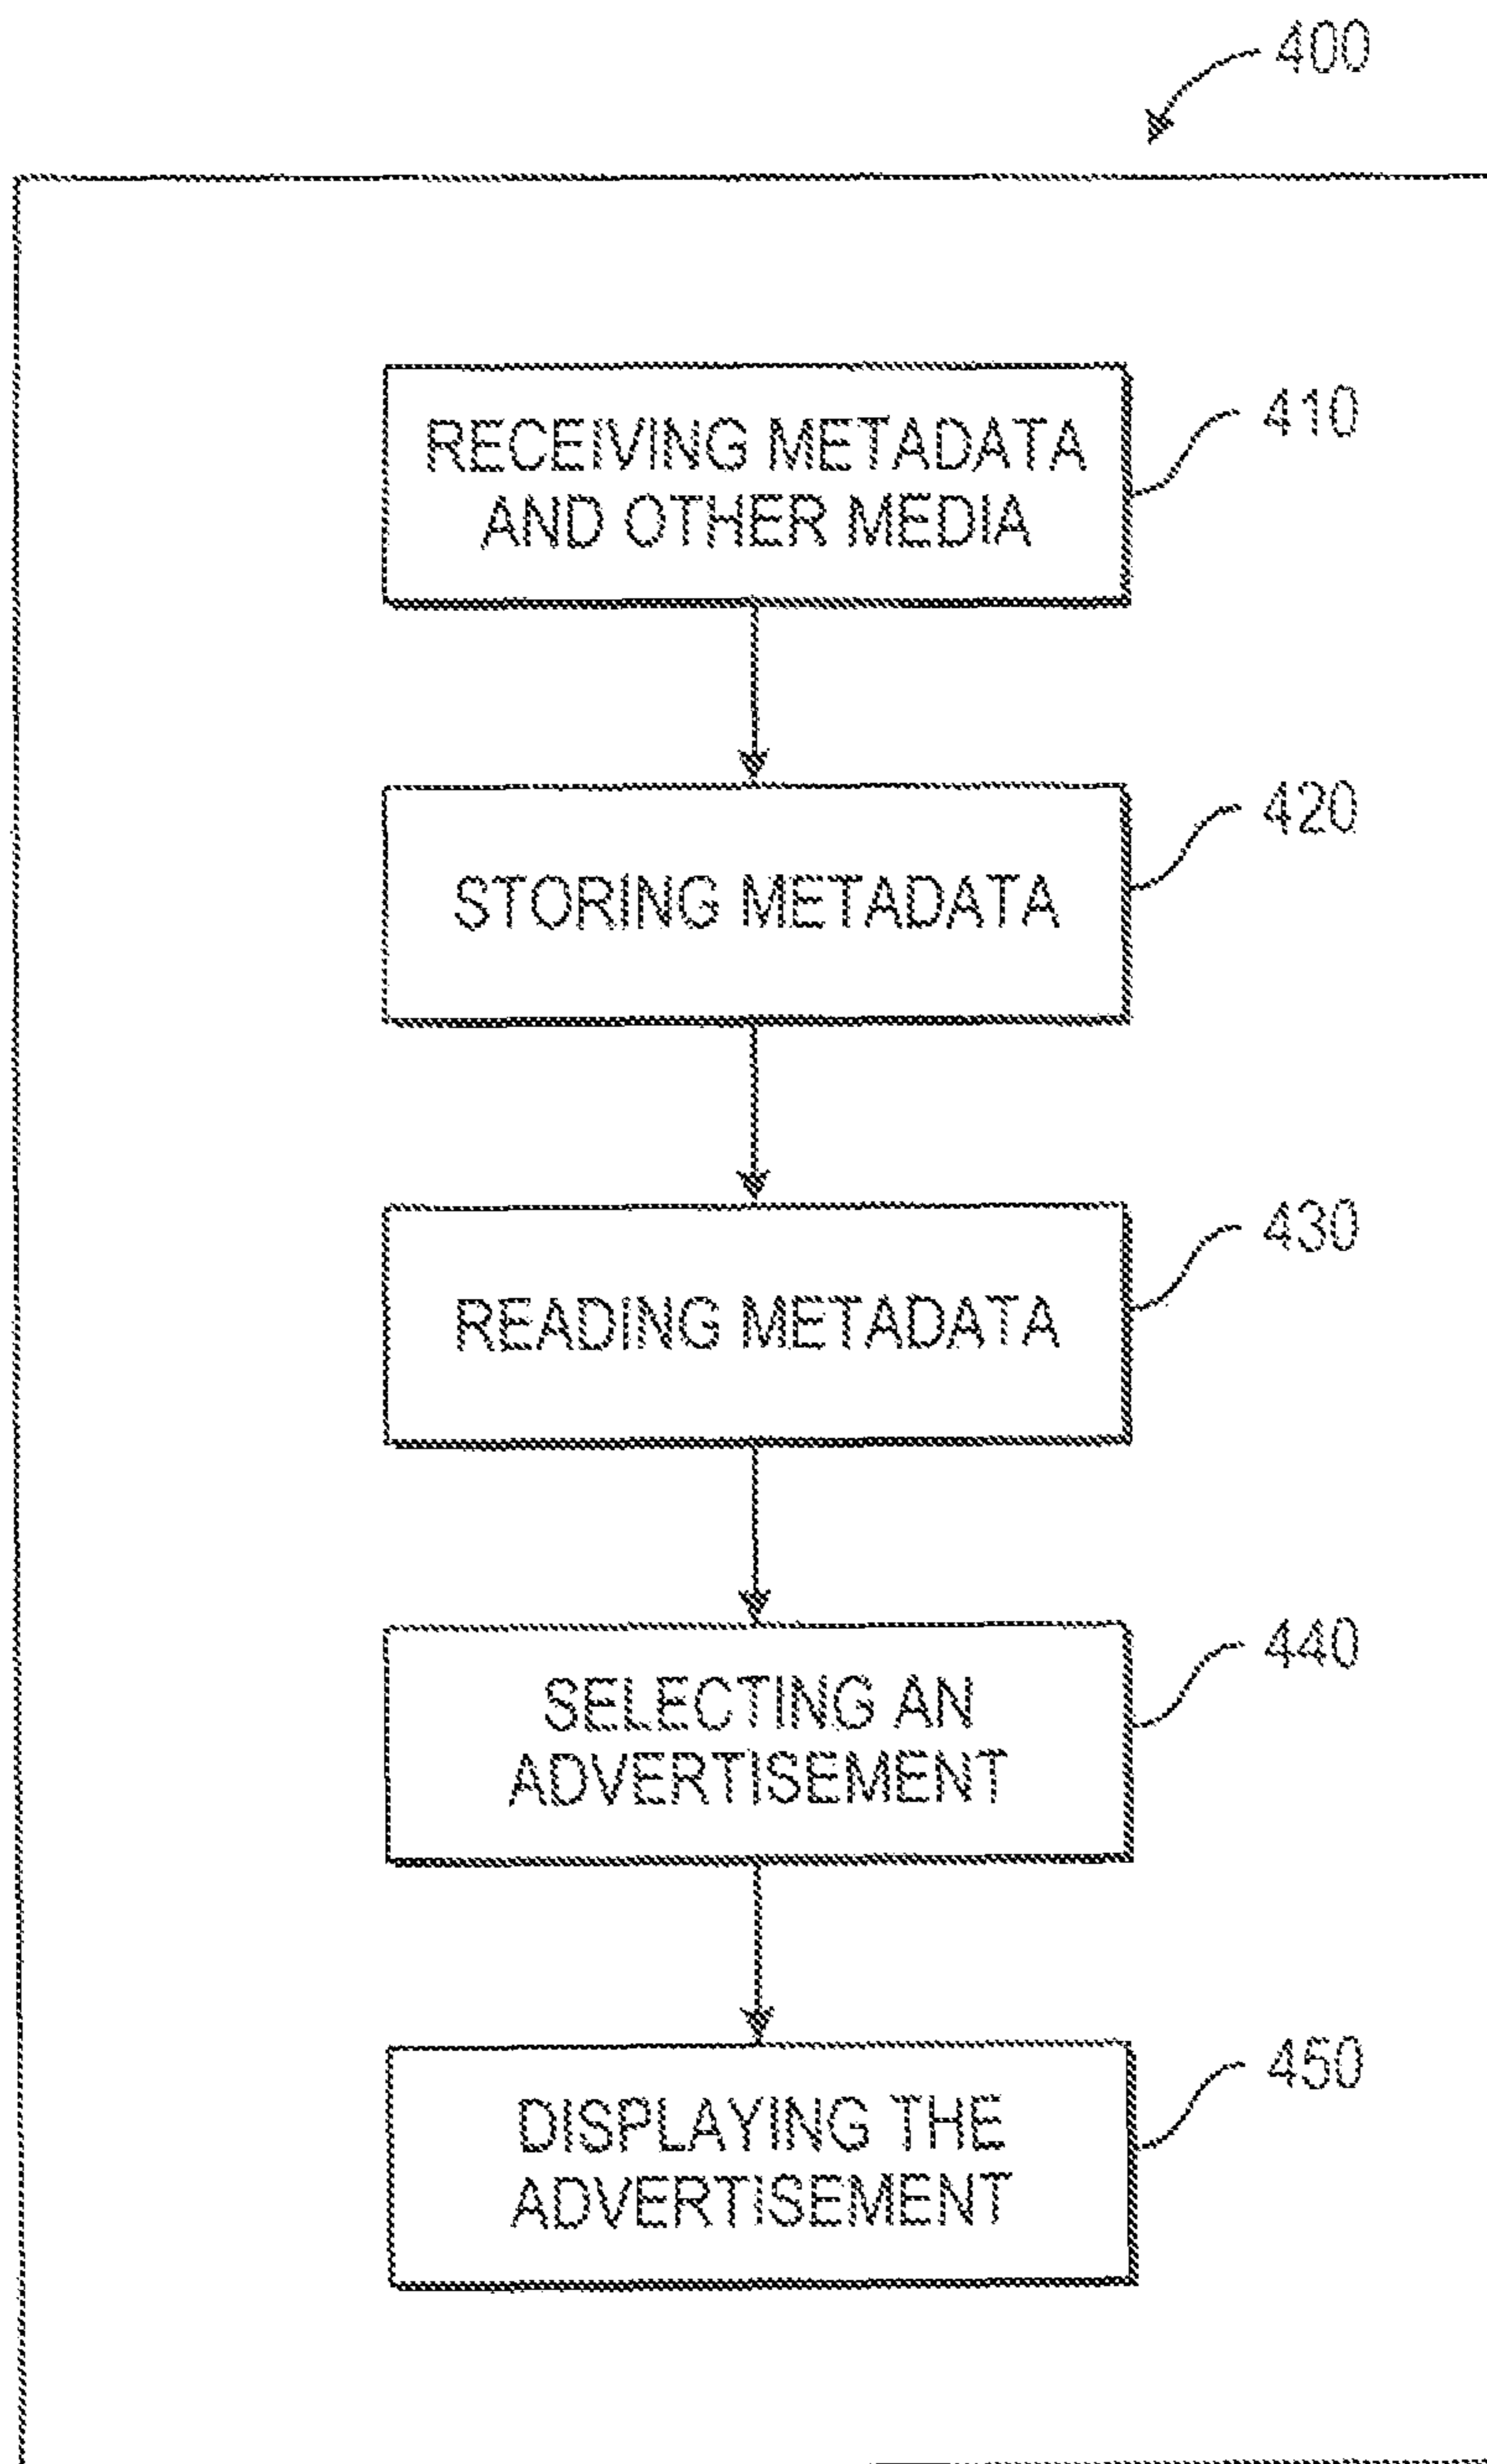 400
RECEIVING METADATA
AND OTHER MEDIA
410
STORING METADATA
420
READING METADATA
430
SELECTING AN
ADVERTISEMENT
440
DISPLAYING THE
ADVERTISEMENT
450